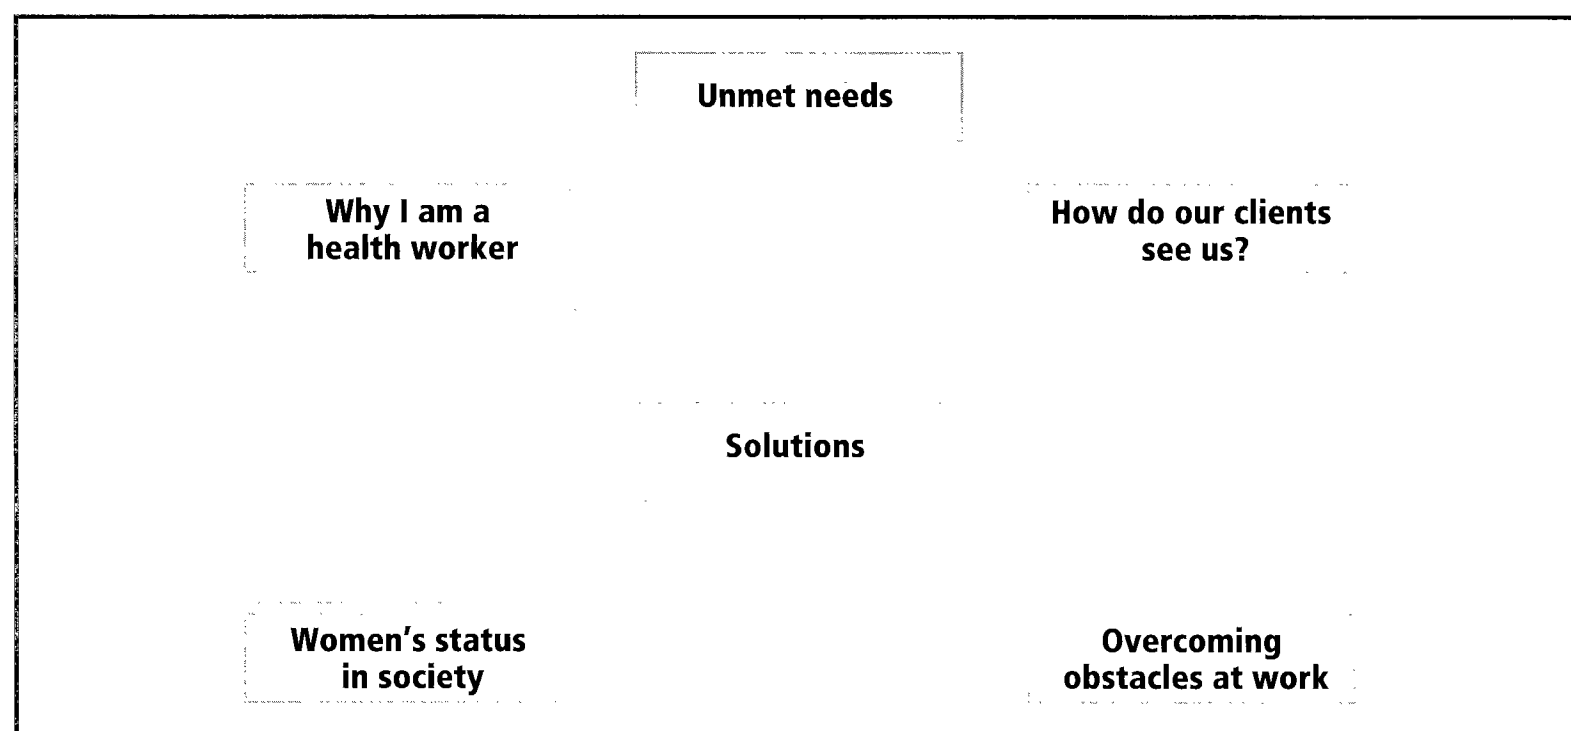 Unmet needs
Why I am a
health worker
How do our clients
see us?
Solutions
Women's status
in society
Overcoming
obstacles at work